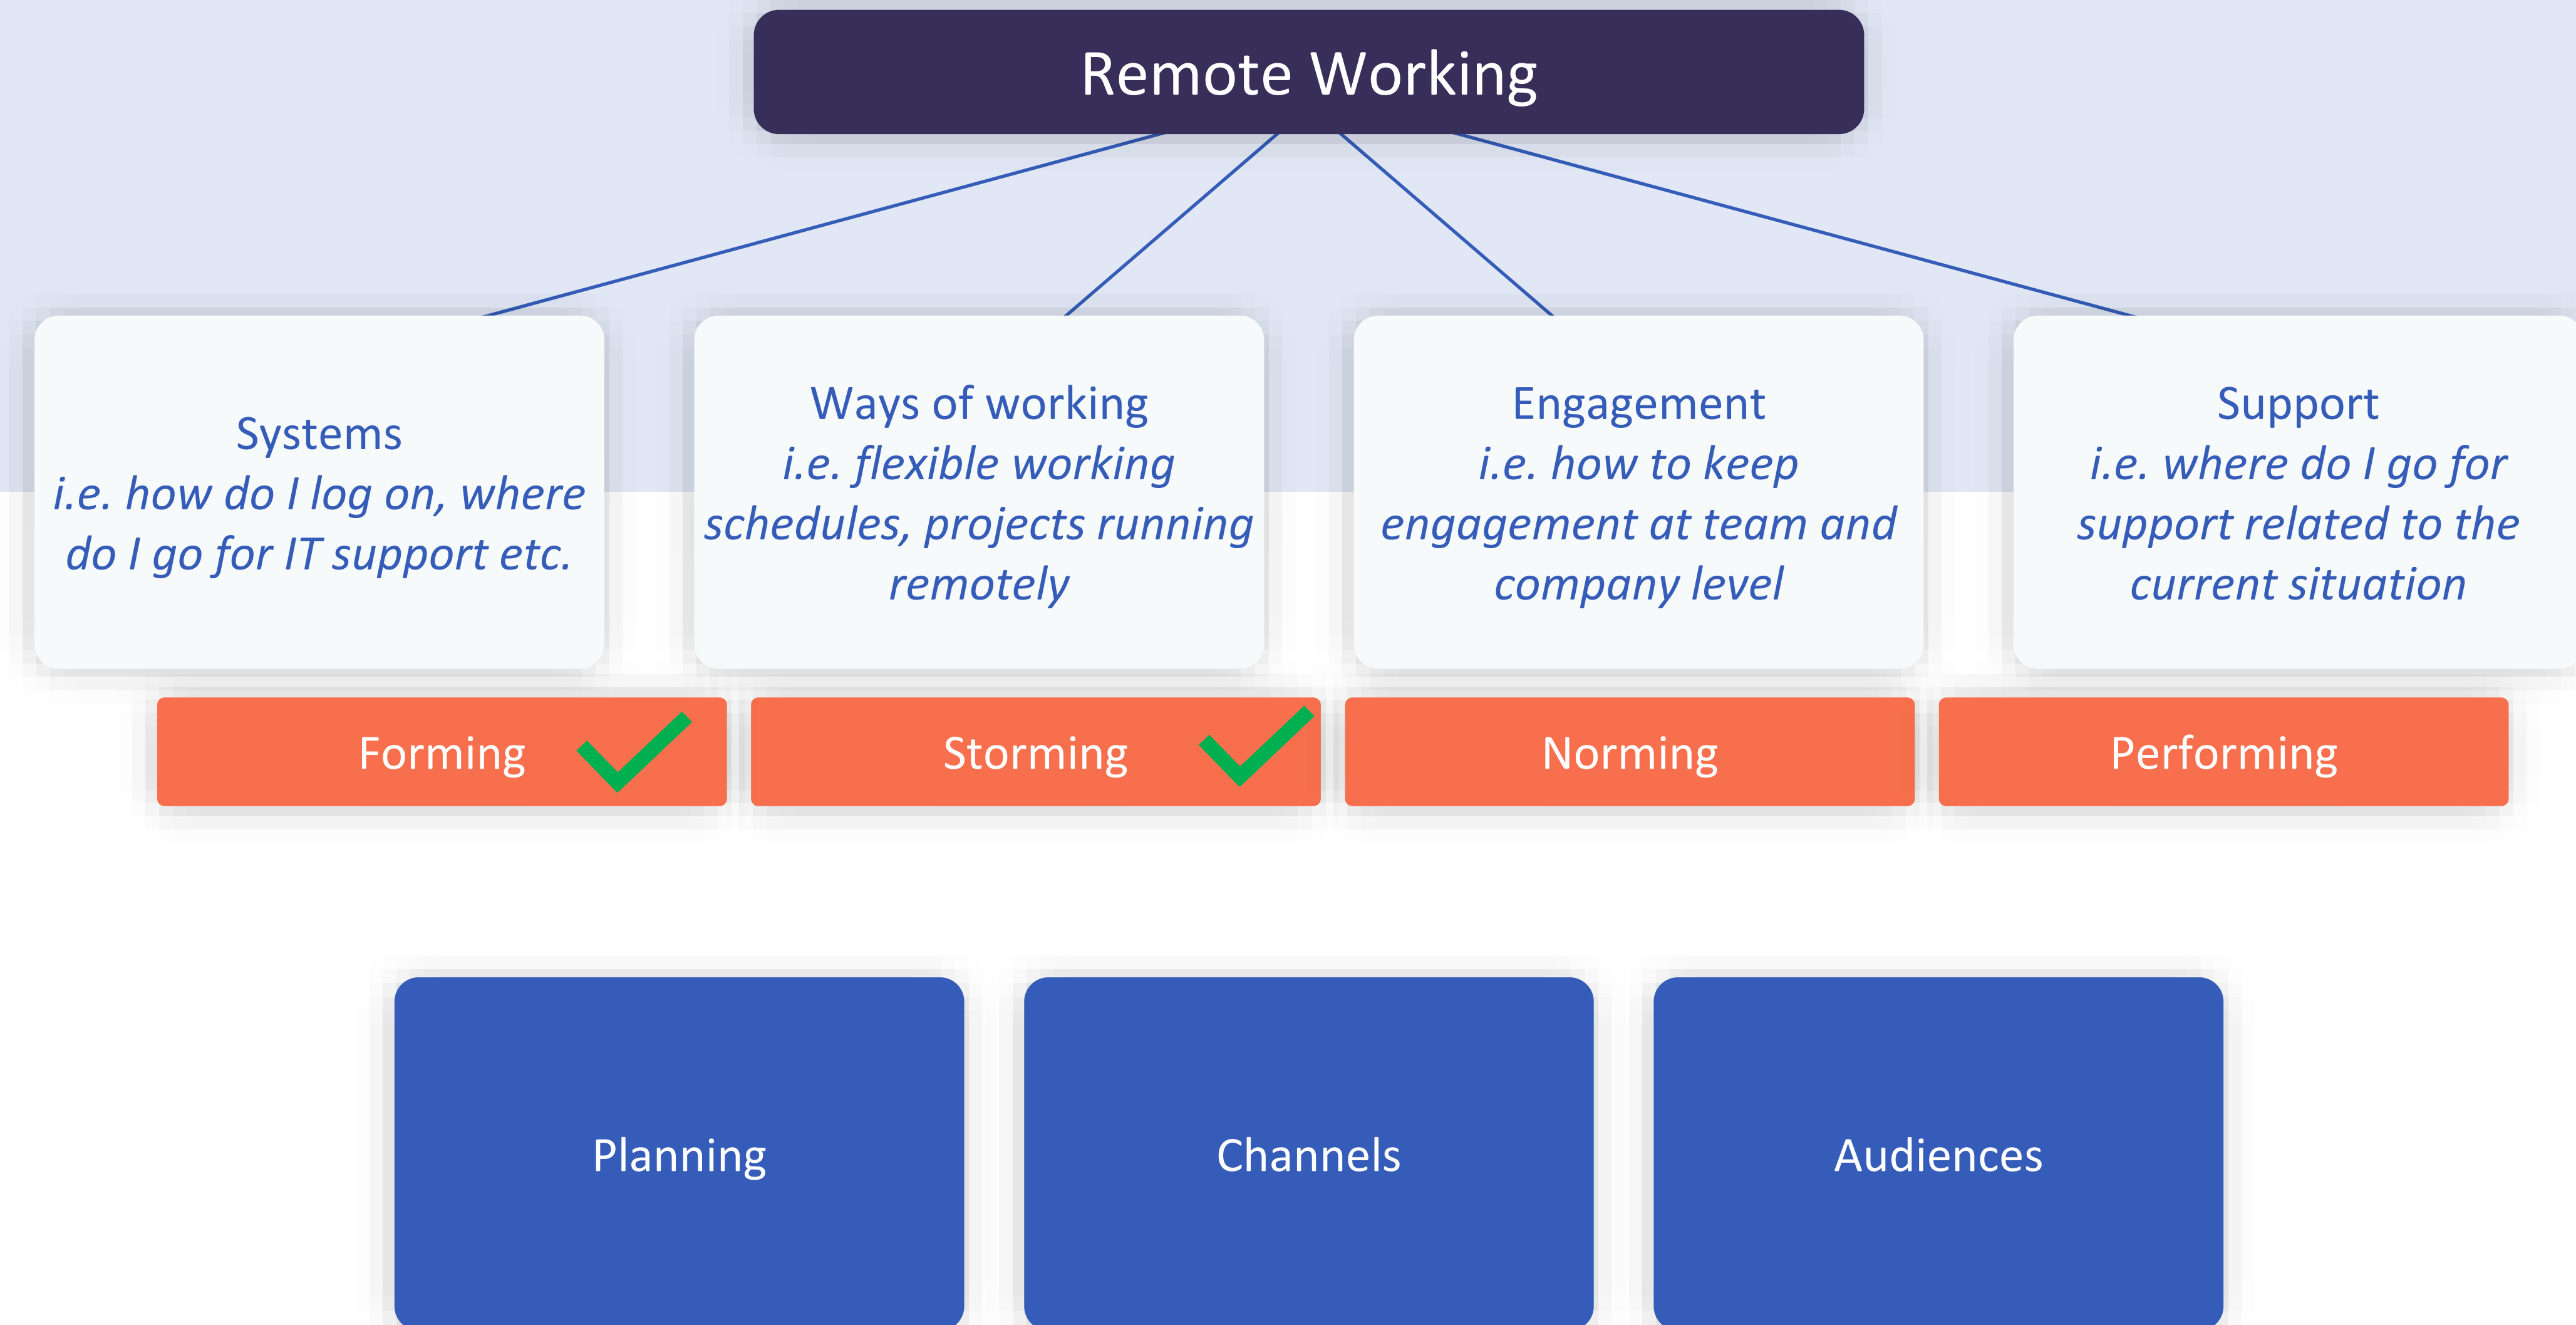 Remote Working
Systems
i.e. how do I log on, where
do I go for IT support etc.
Ways of working
i.e. flexible working
schedules, projects running
remotely
Engagement
i.e. how to keep
engagement at team and
company level
Support
i.e. where do I go for
support related to the
current situation
Forming
Storming
Norming
Performing
Planning
Channels
Audiences